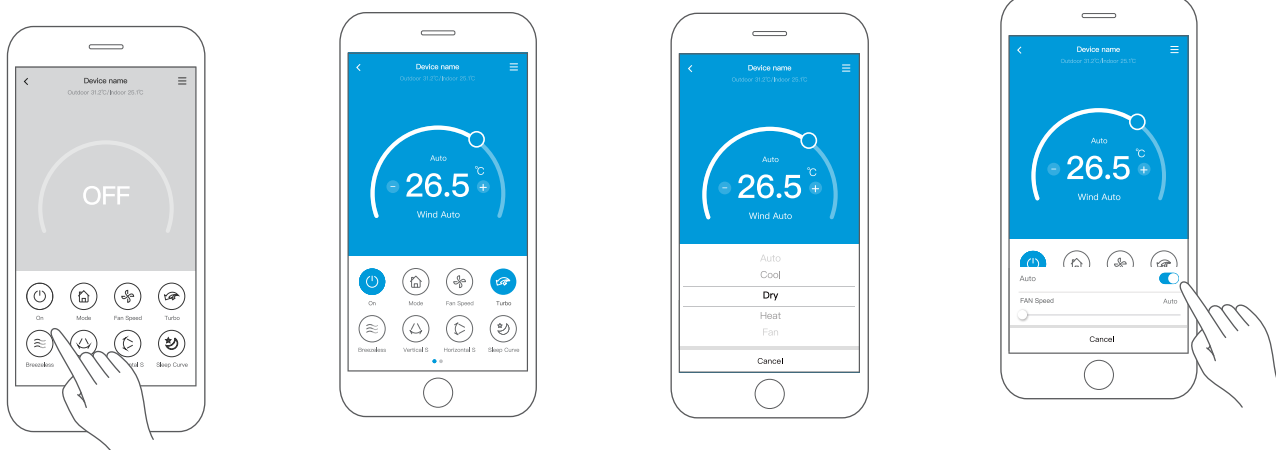 Device name
Outdoor 31.2℃/Indoor 25.1℃
OFF
On Mode Fan Speed Turbo
Breezeless ntal S Sleep Curve
Device name
Outdoor 31.2℃/Indoor 25.1℃
Auto
℃
- 26.5 +
Wind Auto
On Mode Fan Speed Turbo
Breezeless Vertical S Horizontal S Sleep Curve
Device name
Outdoor 31.2℃/Indoor 25.1℃
Auto
℃
- 26.5 +
Wind Auto
Auto
Cool
Dry
Heat
Fan
Cancel
Device name
Outdoor 31.2℃/Indoor 25.1℃
Auto
℃
- 26.5 +
Wind Auto
Auto
FAN Speed Auto
Cancel